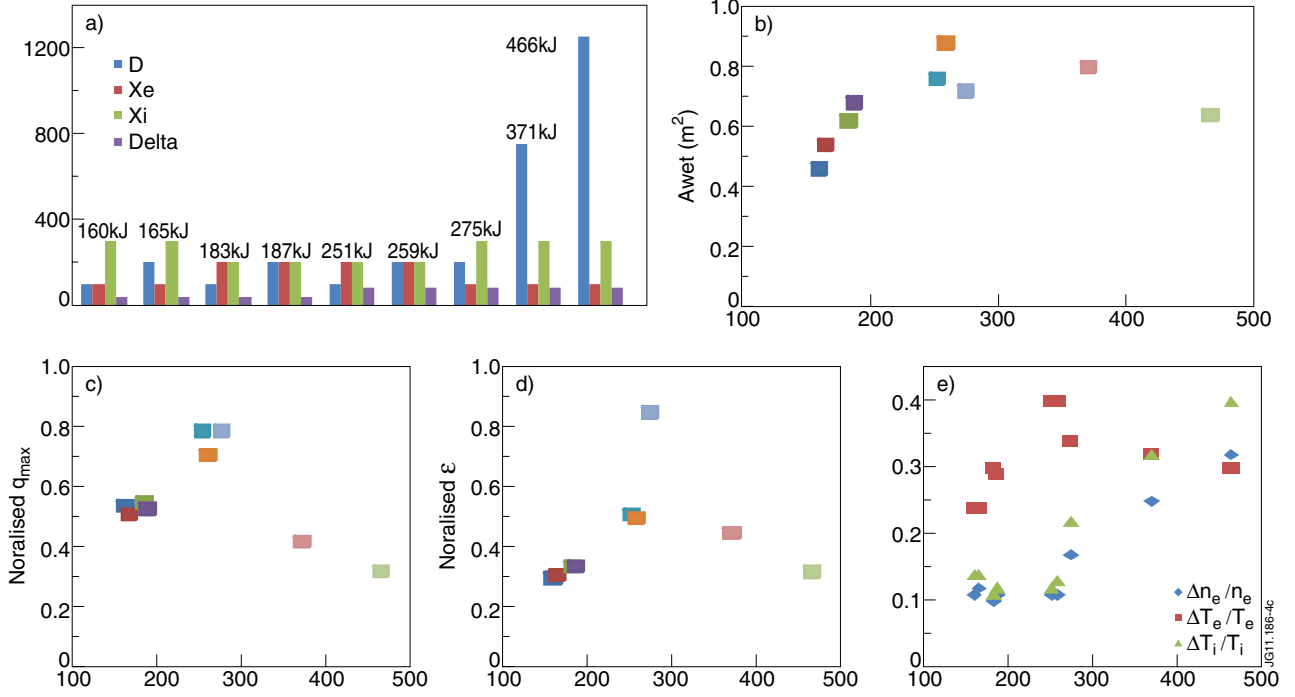 a)
1200
800
400
0
D
Xe
Xi
Delta
160kJ
165kJ
183kJ
187kJ
251kJ
259kJ
275kJ
371kJ
466kJ
b)
Awet (m²)
1.0
0.8
0.6
0.4
0.2
0
100 200 300 400 500
c)
Noralised qmax
1.0
0.8
0.6
0.4
0.2
0
100 200 300 400 500
d)
Noralised ε
1.0
0.8
0.6
0.4
0.2
0
100 200 300 400 500
e)
0.4
0.3
0.2
0.1
0
100 200 300 400 500
Δne/ne
ΔTe/Te
ΔTi/Ti
JG11.186-4c